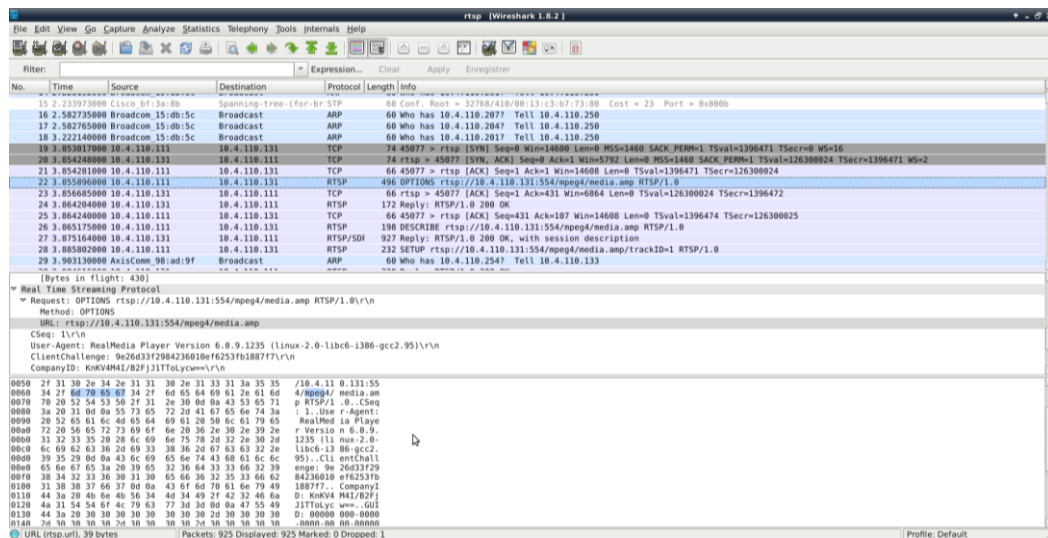 rtsp [Wireshark 1.8.2]
File Edit View Go Capture Analyze Statistics Telephony Tools Internals Help
Filter: Expression... Clear Apply Enregistrer
No. Time Source Destination Protocol Length Info
15 2.233973000 Cisco_bf:3a:8b Spanning-tree-(for-br STP 60 Conf. Root = 32768/410/00:13:c3:b7:73:80 Cost = 23 Port = 0x800b
16 2.582735000 Broadcom_15:db:5c Broadcast ARP 60 Who has 10.4.110.207? Tell 10.4.110.250
17 2.582765000 Broadcom_15:db:5c Broadcast ARP 60 Who has 10.4.110.204? Tell 10.4.110.250
18 3.222140000 Broadcom_15:db:5c Broadcast ARP 60 Who has 10.4.110.201? Tell 10.4.110.250
19 3.853017000 10.4.110.111 10.4.110.131 TCP 74 45077 > rtsp [SYN] Seq=0 Win=14600 Len=0 MSS=1460 SACK_PERM=1 TSval=1396471 TSecr=0 WS=16
20 3.854248000 10.4.110.131 10.4.110.111 TCP 74 rtsp > 45077 [SYN, ACK] Seq=0 Ack=1 Win=5792 Len=0 MSS=1460 SACK_PERM=1 TSval=126300024 TSecr=1396471 WS=2
21 3.854281000 10.4.110.111 10.4.110.131 TCP 66 45077 > rtsp [ACK] Seq=1 Ack=1 Win=14608 Len=0 TSval=1396471 TSecr=126300024
22 3.855896000 10.4.110.111 10.4.110.131 RTSP 496 OPTIONS rtsp://10.4.110.131:554/mpeg4/media.amp RTSP/1.0
23 3.856685000 10.4.110.131 10.4.110.111 TCP 66 rtsp > 45077 [ACK] Seq=1 Ack=431 Win=6864 Len=0 TSval=126300024 TSecr=1396472
24 3.864204000 10.4.110.131 10.4.110.111 RTSP 172 Reply: RTSP/1.0 200 OK
25 3.864240000 10.4.110.111 10.4.110.131 TCP 66 45077 > rtsp [ACK] Seq=431 Ack=107 Win=14608 Len=0 TSval=1396474 TSecr=126300025
26 3.865175000 10.4.110.111 10.4.110.131 RTSP 198 DESCRIBE rtsp://10.4.110.131:554/mpeg4/media.amp RTSP/1.0
27 3.875164000 10.4.110.131 10.4.110.111 RTSP/SDF 927 Reply: RTSP/1.0 200 OK, with session description
28 3.885802000 10.4.110.111 10.4.110.131 RTSP 232 SETUP rtsp://10.4.110.131:554/mpeg4/media.amp/trackID=1 RTSP/1.0
29 3.903130000 AxisComm_98:ad:9f Broadcast ARP 60 Who has 10.4.110.254? Tell 10.4.110.133
[Bytes in flight: 430]
Real Time Streaming Protocol
Request: OPTIONS rtsp://10.4.110.131:554/mpeg4/media.amp RTSP/1.0\r\n
Method: OPTIONS
URL: rtsp://10.4.110.131:554/mpeg4/media.amp
CSeq: 1\r\n
User-Agent: RealMedia Player Version 6.0.9.1235 (linux-2.0-libc6-i386-gcc2.95)\r\n
ClientChallenge: 9e26d33f2984236010ef6253fb1887f7\r\n
CompanyID: KnKV4M4I/B2FjJ1TToLycw==\r\n
0050 2f 31 30 2e 34 2e 31 31 30 2e 31 33 31 3a 35 35 /10.4.11 0.131:55
0060 34 2f 6d 70 65 67 34 2f 6d 65 64 69 61 2e 61 6d 4/mpeg4/ media.am
0070 70 20 52 54 53 50 2f 31 2e 30 0d 0a 43 53 65 71 p RTSP/1 .0..CSeq
0080 3a 20 31 0d 0a 55 73 65 72 2d 41 67 65 6e 74 3a : 1..Use r-Agent:
0090 20 52 65 61 6c 4d 65 64 69 61 20 50 6c 61 79 65 RealMed ia Playe
00a0 72 20 56 65 72 73 69 6f 6e 20 36 2e 30 2e 39 2e r Versio n 6.0.9.
00b0 31 32 33 35 20 28 6c 69 6e 75 78 2d 32 2e 30 2d 1235 (li nux-2.0-
00c0 6c 69 62 63 36 2d 69 33 38 36 2d 67 63 63 32 2e libc6-i3 86-gcc2.
00d0 39 35 29 0d 0a 43 6c 69 65 6e 74 43 68 61 6c 6c 95)..Cli entChall
00e0 65 6e 67 65 3a 20 39 65 32 36 64 33 33 66 32 39 enge: 9e 26d33f29
00f0 38 34 32 33 36 30 31 30 65 66 36 32 35 33 66 62 84236010 ef6253fb
0100 31 38 38 37 66 37 0d 0a 43 6f 6d 70 61 6e 79 49 1887f7.. CompanyI
0110 44 3a 20 4b 6e 4b 56 34 4d 34 49 2f 42 32 46 6a D: KnKV4 M4I/B2Fj
0120 4a 31 54 54 6f 4c 79 63 77 3d 3d 0d 0a 47 55 49 J1TToLyc w==..GUI
0130 44 3a 20 30 30 30 30 30 30 30 30 2d 30 30 30 30 D: 00000 000-0000
0140 2d 30 30 30 30 2d 30 30 30 30 2d 30 30 30 30 30 -0000-00 00-00000
URL (rtsp.url), 39 bytes Packets: 925 Displayed: 925 Marked: 0 Dropped: 1 Profile: Default